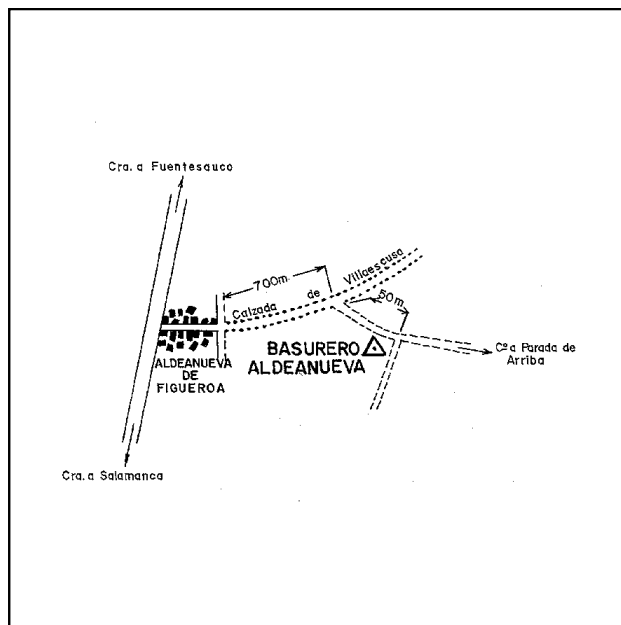 Cra. a Fuentesauco
700m.
Calzada de Villaescusa
50m.
BASURERO
ALDEANUEVA
ALDEANUEVA
DE
FIGUEROA
Cº a Parada de
Arriba
Cra. a Salamanca